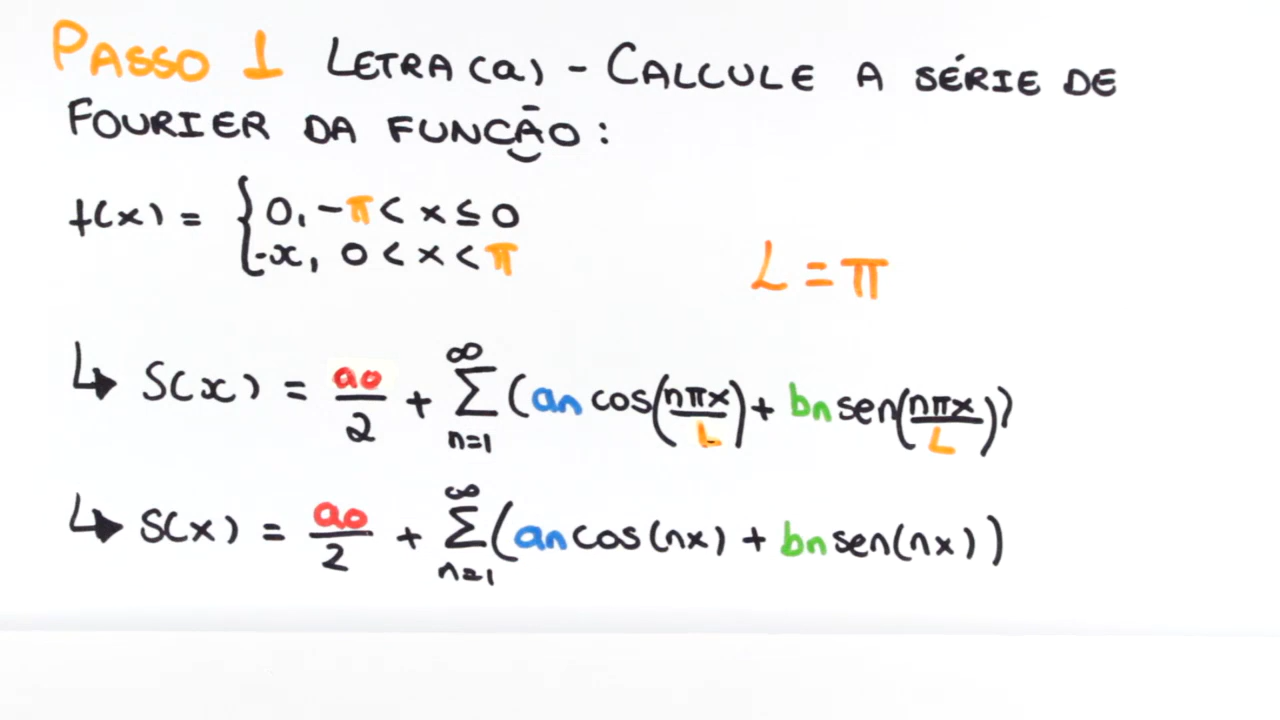 PASSO 1 LETRA (a) - CALCULE A SÉRIE DE
FOURIER DA FUNÇÃO:
f(x) = { 0, -π < x ≤ 0
-x, 0 < x < π
L = π
↳ S(x) = a0/2 + ∞ Σ n=1 (an cos(nπx/L) + bn sen(nπx/L))
↳ S(x) = a0/2 + ∞ Σ n=1 (an cos(nx) + bn sen(nx))